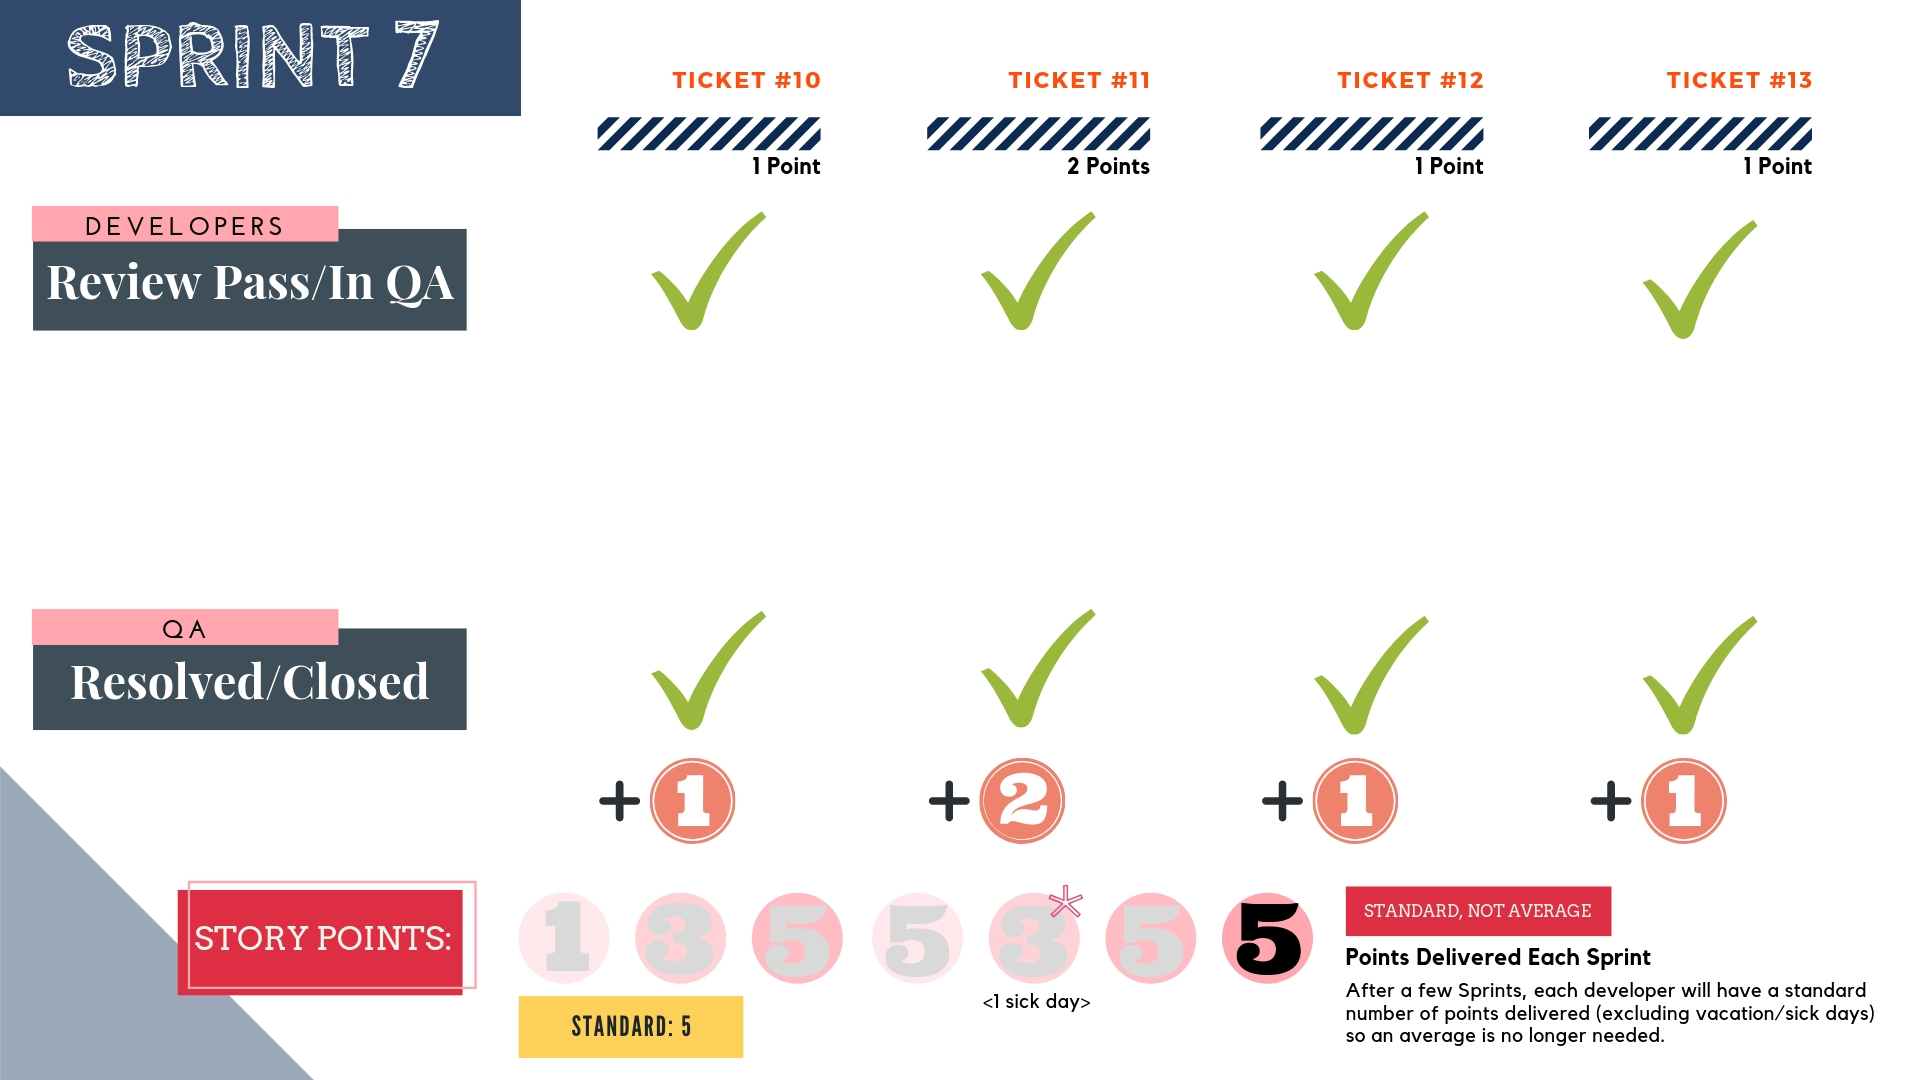 SPRINT 7
TICKET #10
TICKET #11
TICKET #12
TICKET #13
1 Point
2 Points
1 Point
1 Point
DEVELOPERS
Review Pass/In QA
QA
Resolved/Closed
+ 1
+ 2
+ 1
+ 1
STORY POINTS:
1 3 5 5 3* 5 5
<1 sick day>
STANDARD: 5
STANDARD, NOT AVERAGE
Points Delivered Each Sprint
After a few Sprints, each developer will have a standard
number of points delivered (excluding vacation/sick days)
so an average is no longer needed.